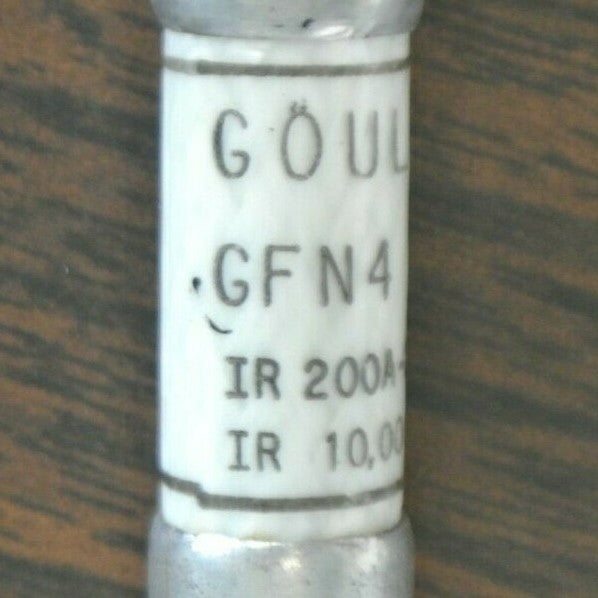 GÖUL
GFN4
IR 200A-
IR 10,00